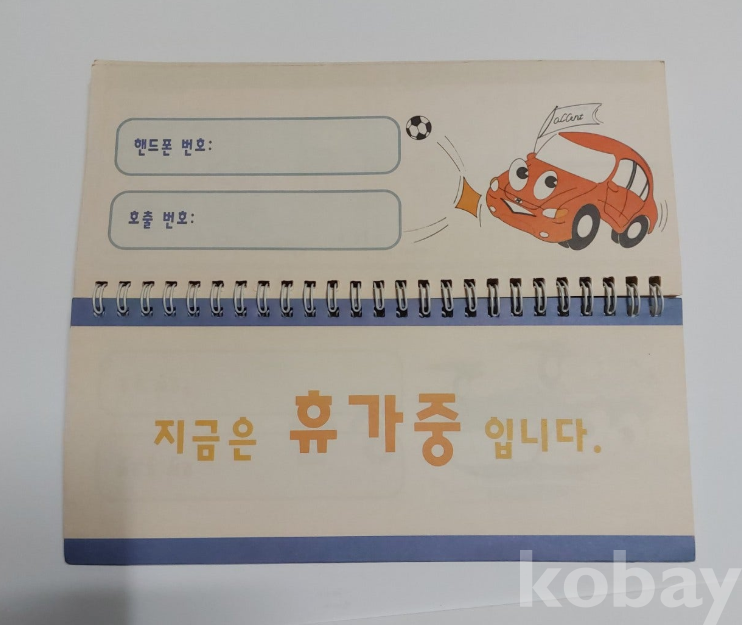 accent
핸드폰 번호:
호출 번호:
지금은 휴가중 입니다.
kobay